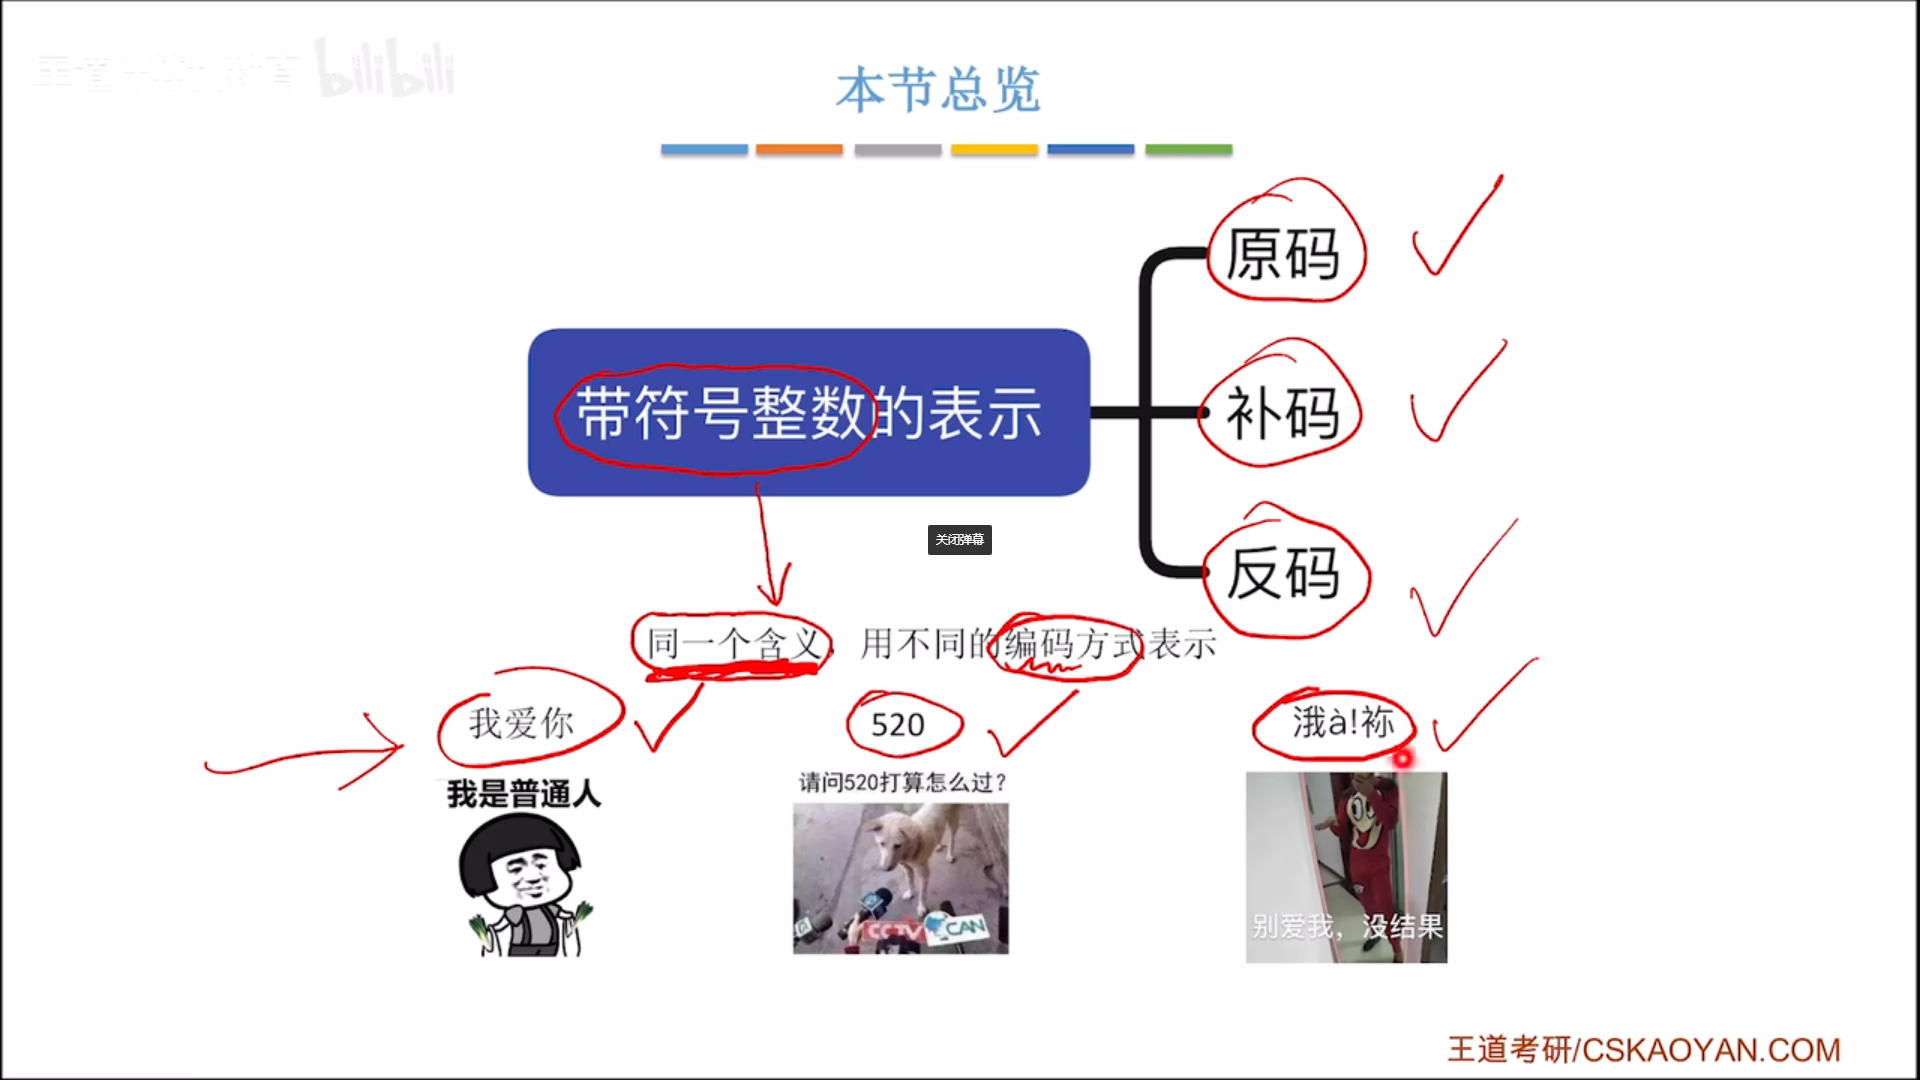 bilibili
本节总览
原码
带符号整数的表示
补码
关闭弹幕
反码
同一个含义，用不同的编码方式表示
我爱你
520
涐à!祢
我是普通人
请问520打算怎么过?
CCTV
CAN
别爱我，没结果
王道考研/CSKAOYAN.COM